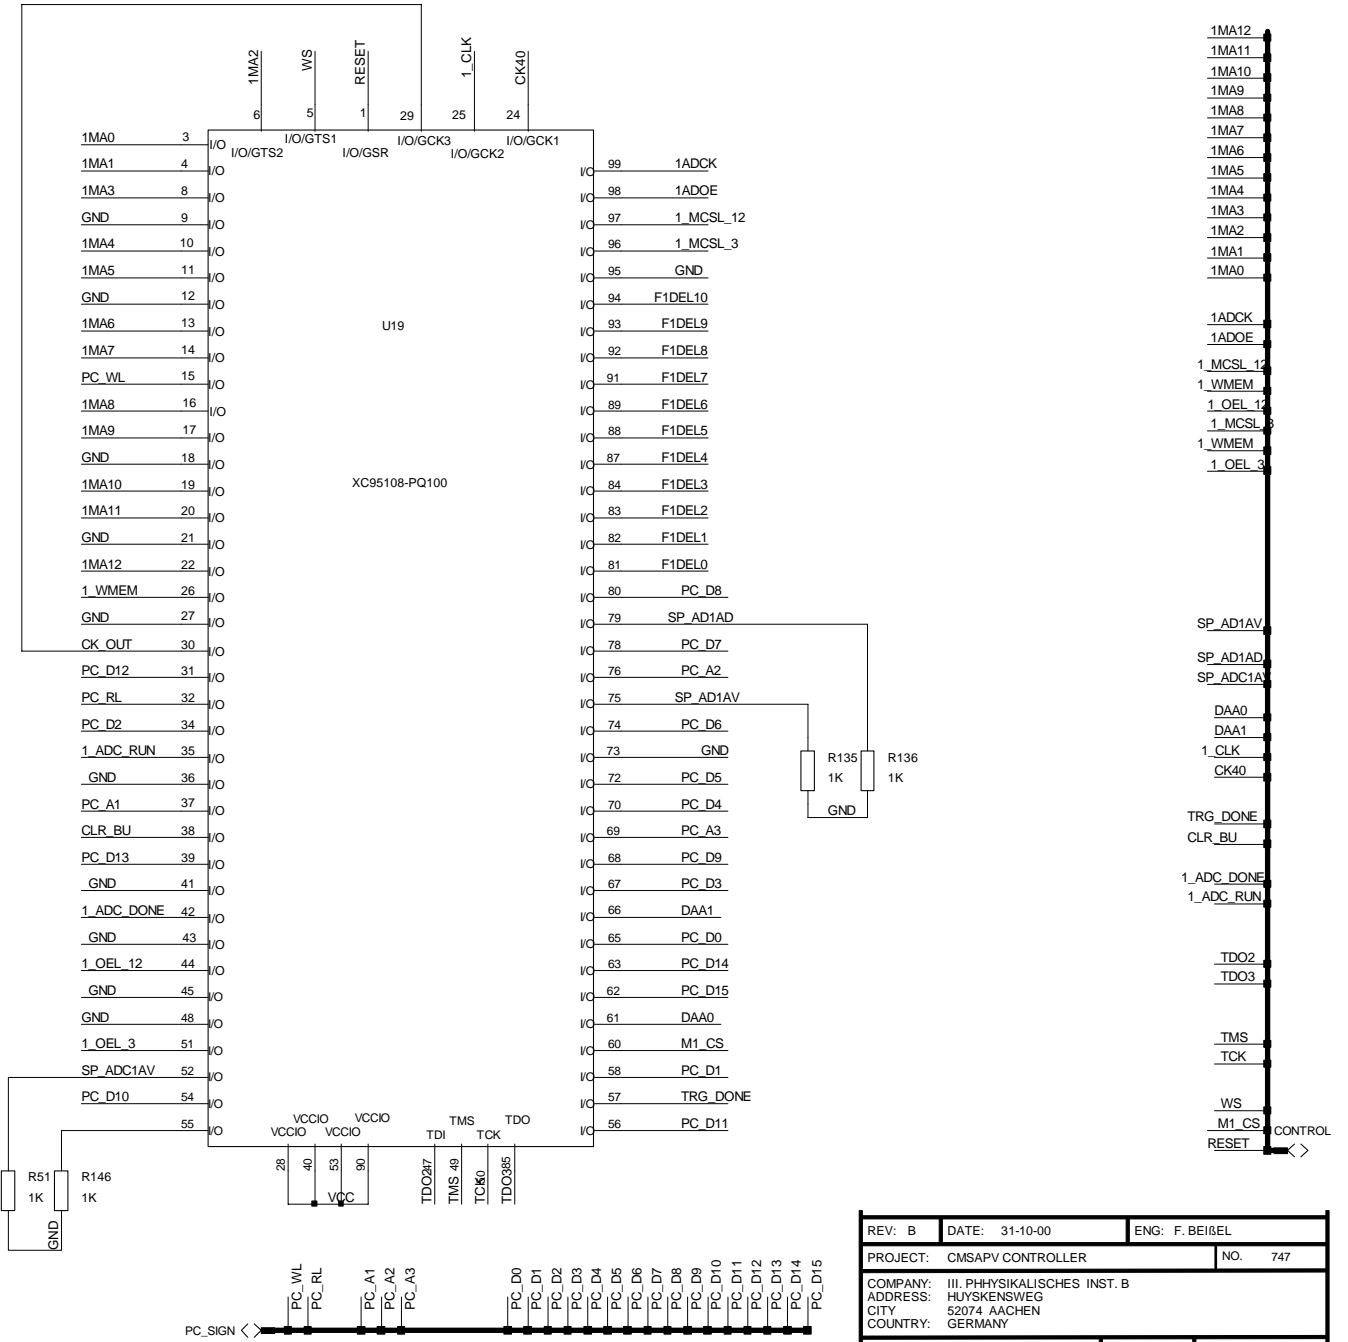 1MA2
WS
RESET
1_CLK
CK40
6
5
1
29
25
24
I/O/GTS2
I/O/GTS1
I/O/GSR
I/O/GCK3
I/O/GCK2
I/O/GCK1
1MA0 3 I/O
1MA1 4 I/O
1MA3 8 I/O
GND 9 I/O
1MA4 10 I/O
1MA5 11 I/O
GND 12 I/O
1MA6 13 I/O
1MA7 14 I/O
PC_WL 15 I/O
1MA8 16 I/O
1MA9 17 I/O
GND 18 I/O
1MA10 19 I/O
1MA11 20 I/O
GND 21 I/O
1MA12 22 I/O
1_WMEM 26 I/O
GND 27 I/O
CK_OUT 30 I/O
PC_D12 31 I/O
PC_RL 32 I/O
PC_D2 34 I/O
1_ADC_RUN 35 I/O
GND 36 I/O
PC_A1 37 I/O
CLR_BU 38 I/O
PC_D13 39 I/O
GND 41 I/O
1_ADC_DONE 42 I/O
GND 43 I/O
1_OEL_12 44 I/O
GND 45 I/O
GND 48 I/O
1_OEL_3 51 I/O
SP_ADC1AV 52 I/O
PC_D10 54 I/O
55 I/O
U19
XC95108-PQ100
I/O 99 1ADCK
I/O 98 1ADOE
I/O 97 1_MCSL_12
I/O 96 1_MCSL_3
I/O 95 GND
I/O 94 F1DEL10
I/O 93 F1DEL9
I/O 92 F1DEL8
I/O 91 F1DEL7
I/O 89 F1DEL6
I/O 88 F1DEL5
I/O 87 F1DEL4
I/O 84 F1DEL3
I/O 83 F1DEL2
I/O 82 F1DEL1
I/O 81 F1DEL0
I/O 80 PC_D8
I/O 79 SP_AD1AD
I/O 78 PC_D7
I/O 76 PC_A2
I/O 75 SP_AD1AV
I/O 74 PC_D6
I/O 73 GND
I/O 72 PC_D5
I/O 70 PC_D4
I/O 69 PC_A3
I/O 68 PC_D9
I/O 67 PC_D3
I/O 66 DAA1
I/O 65 PC_D0
I/O 63 PC_D14
I/O 62 PC_D15
I/O 61 DAA0
I/O 60 M1_CS
I/O 58 PC_D1
I/O 57 TRG_DONE
I/O 56 PC_D11
R135
1K
R136
1K
GND
VCCIO
VCCIO
VCCIO
VCCIO
TDI
TMS
TCK
TDO
28
40
53
90
VCC
TDO2 47
TMS 49
TCK 50
TDO3 85
R51
1K
R146
1K
GND
PC_SIGN
PC_WL
PC_RL
PC_A1
PC_A2
PC_A3
PC_D0
PC_D1
PC_D2
PC_D3
PC_D4
PC_D5
PC_D6
PC_D7
PC_D8
PC_D9
PC_D10
PC_D11
PC_D12
PC_D13
PC_D14
PC_D15
1MA12
1MA11
1MA10
1MA9
1MA8
1MA7
1MA6
1MA5
1MA4
1MA3
1MA2
1MA1
1MA0
1ADCK
1ADOE
1_MCSL_12
1_WMEM
1_OEL_12
1_MCSL_3
1_WMEM
1_OEL_3
SP_AD1AV
SP_AD1AD
SP_ADC1AV
DAA0
DAA1
1_CLK
CK40
TRG_DONE
CLR_BU
1_ADC_DONE
1_ADC_RUN
TDO2
TDO3
TMS
TCK
WS
M1_CS
RESET
CONTROL
REV: B DATE: 31-10-00 ENG: F. BEIßEL
PROJECT: CMSAPV CONTROLLER NO. 747
COMPANY: III. PHHYSIKALISCHES INST. B
ADDRESS: HUYSKENSWEG
CITY 52074 AACHEN
COUNTRY: GERMANY